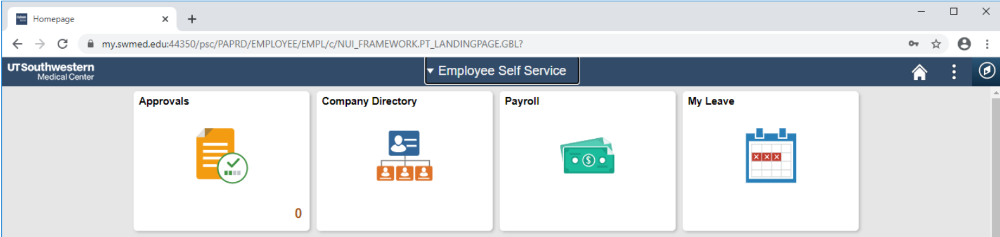 Homepage
my.swmed.edu:44350/psc/PAPRD/EMPLOYEE/EMPL/c/NUI_FRAMEWORK.PT_LANDINGPAGE.GBL?
UTSouthwestern
Medical Center
Employee Self Service
Approvals
Company Directory
Payroll
My Leave
0